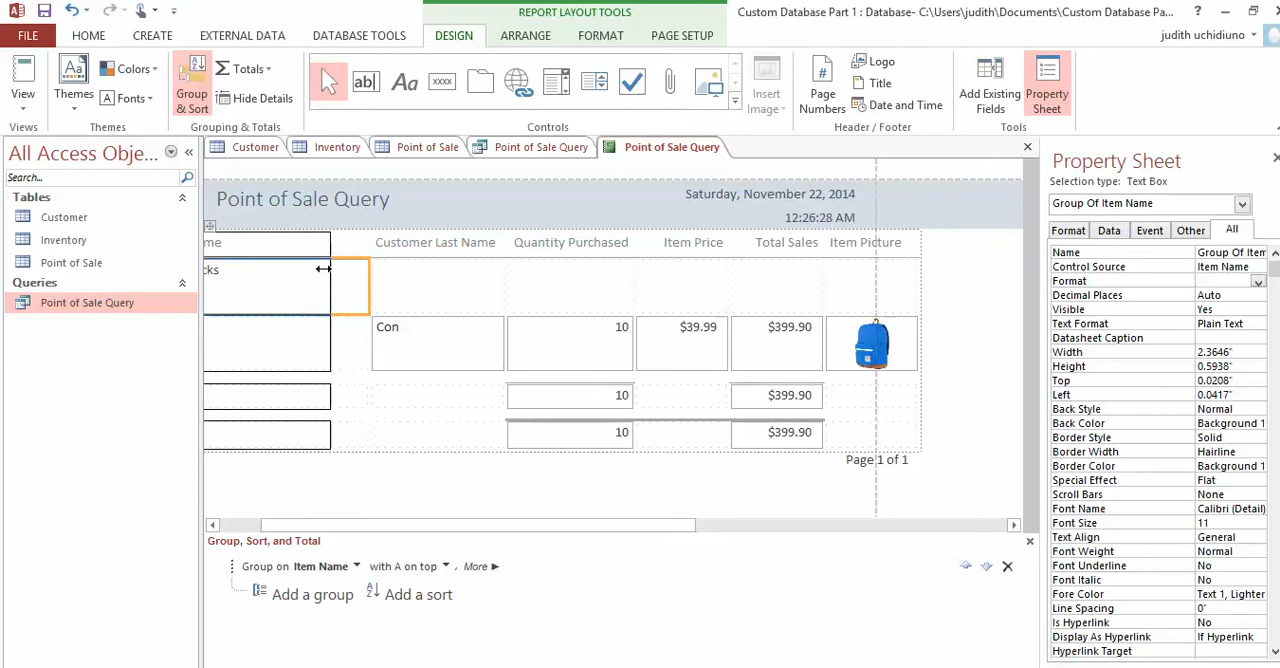 REPORT LAYOUT TOOLS
Custom Database Part 1 : Database- C:\Users\judith\Documents\Custom Database Pa...
?
FILE HOME CREATE EXTERNAL DATA DATABASE TOOLS DESIGN ARRANGE FORMAT PAGE SETUP
judith uchidiuno
View
Views
Aa
Themes
Colors
Fonts
Themes
Group & Sort
Totals
Hide Details
Grouping & Totals
ab
Aa
xxxx
Controls
Insert Image
Page Numbers
Logo
Title
Date and Time
Header / Footer
Add Existing Fields
Property Sheet
Tools
All Access Obje...
Search...
Tables
Customer
Inventory
Point of Sale
Queries
Point of Sale Query
Customer
Inventory
Point of Sale
Point of Sale Query
Point of Sale Query
Point of Sale Query
Saturday, November 22, 2014
12:26:28 AM
me Customer Last Name Quantity Purchased Item Price Total Sales Item Picture
cks
Con 10 $39.99 $399.90
10 $399.90
10 $399.90
Page 1 of 1
Group, Sort, and Total
Group on Item Name with A on top , More
Add a group Add a sort
Property Sheet
Selection type: Text Box
Group Of Item Name
Format Data Event Other All
Name Group Of Item
Control Source Item Name
Format
Decimal Places Auto
Visible Yes
Text Format Plain Text
Datasheet Caption
Width 2.3646"
Height 0.5938"
Top 0.0208"
Left 0.0417"
Back Style Normal
Back Color Background 1
Border Style Solid
Border Width Hairline
Border Color Background 1
Special Effect Flat
Scroll Bars None
Font Name Calibri (Detail)
Font Size 11
Text Align General
Font Weight Normal
Font Underline No
Font Italic No
Fore Color Text 1, Lighter
Line Spacing 0"
Is Hyperlink No
Display As Hyperlink If Hyperlink
Hyperlink Target